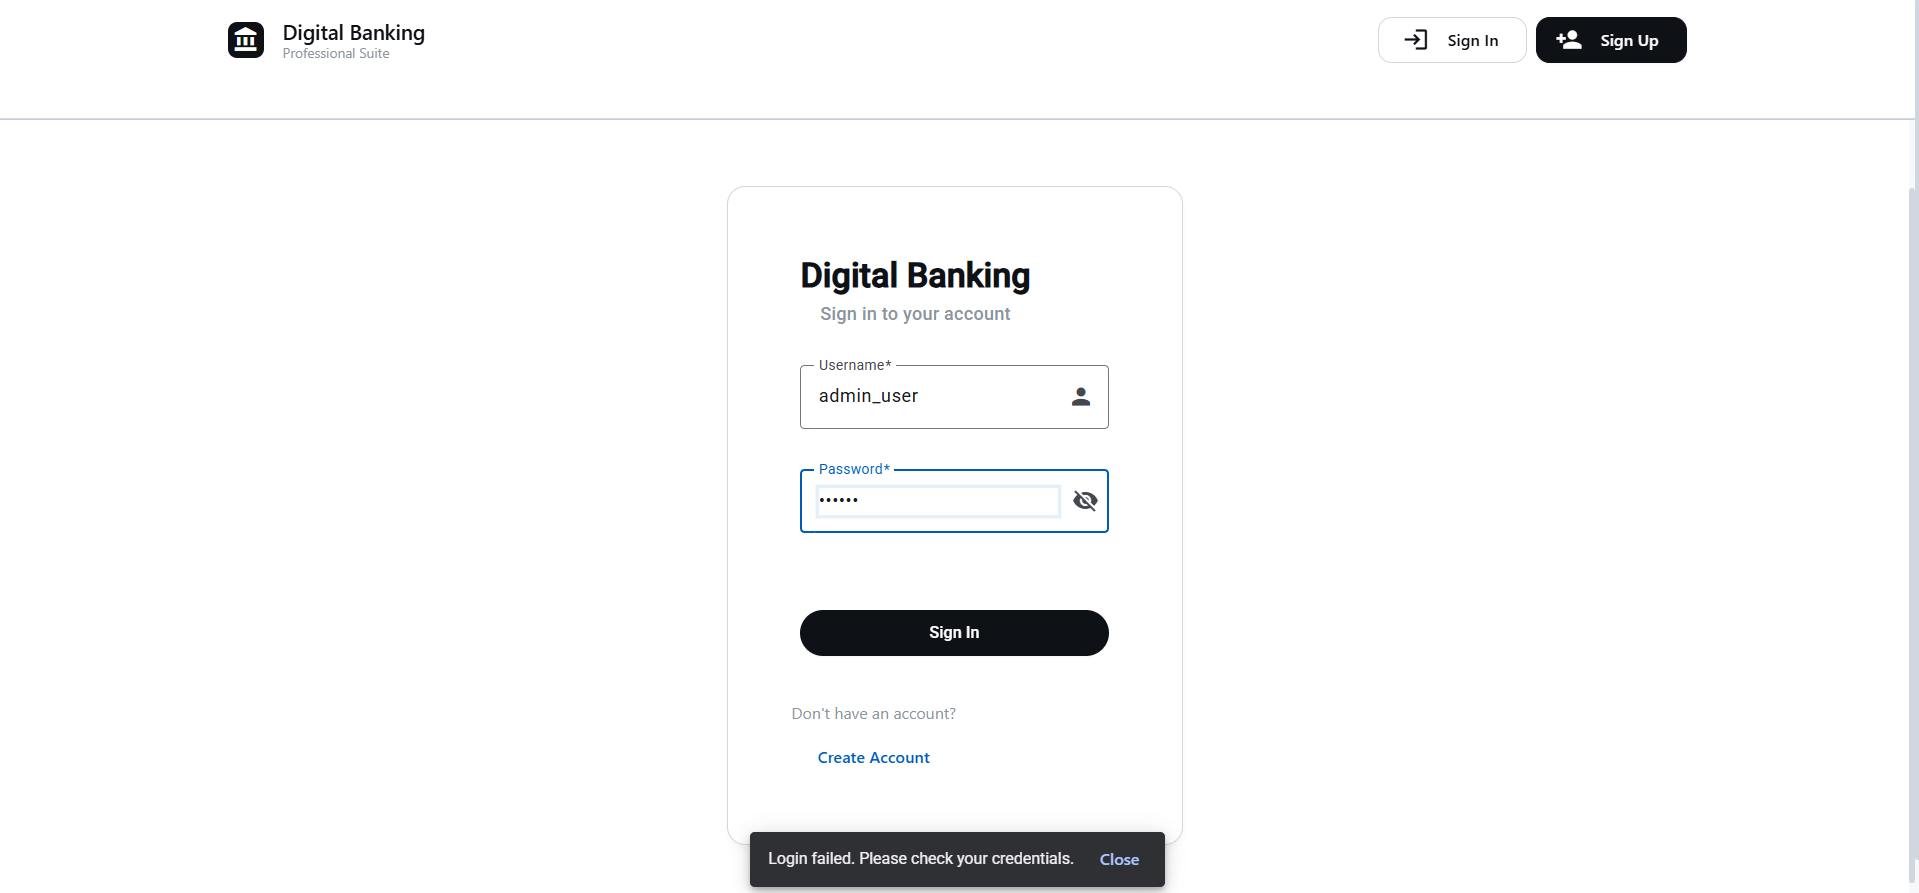 Digital Banking
Professional Suite
Sign In
Sign Up
Digital Banking
Sign in to your account
Username*
admin_user
Password*
••••••
Sign In
Don't have an account?
Create Account
Login failed. Please check your credentials.
Close